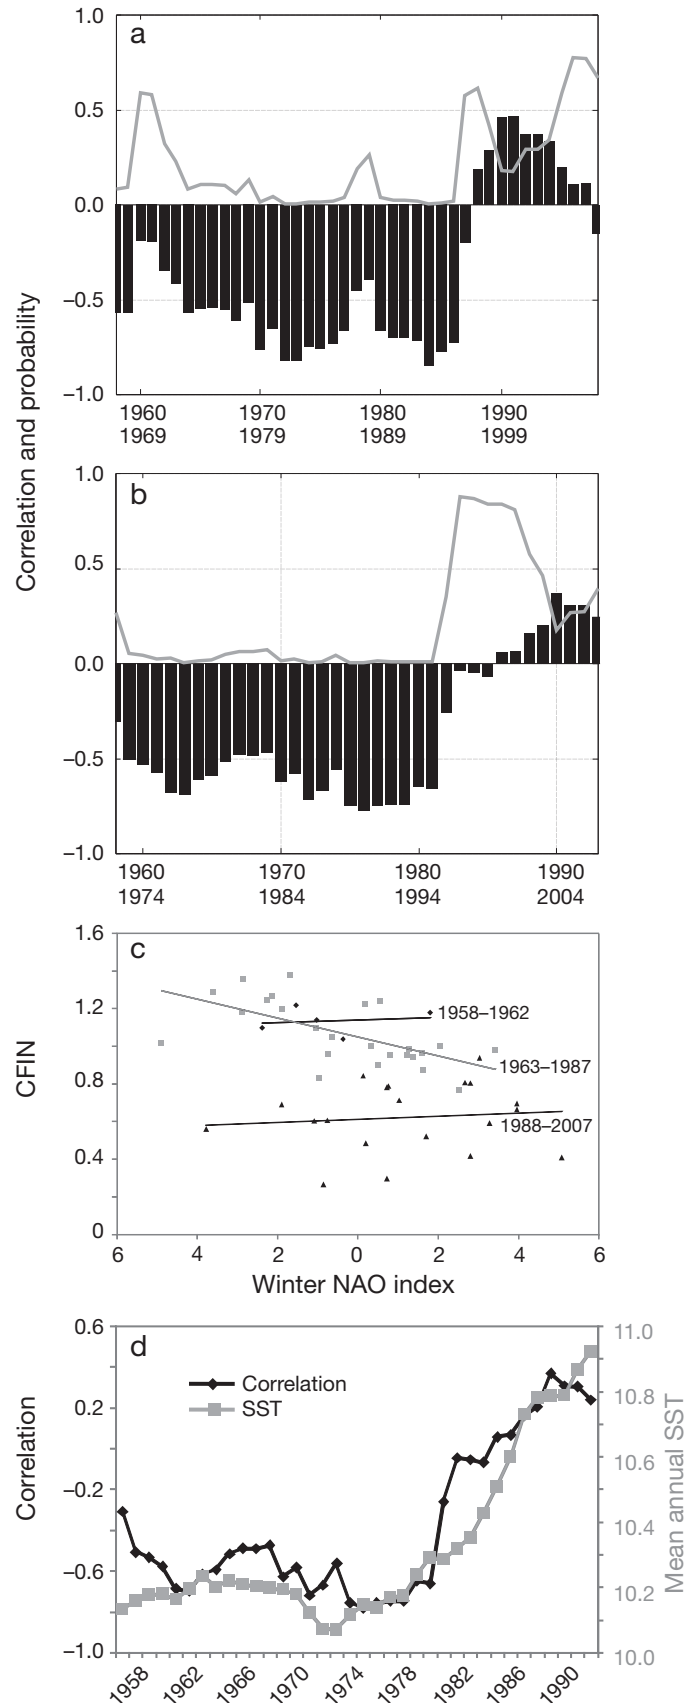 Correlation and probability
a
1.0
0.5
0.0
−0.5
−1.0
1960 1970 1980 1990
1969 1979 1989 1999
b
1.0
0.5
0.0
−0.5
−1.0
1960 1970 1980 1990
1974 1984 1994 2004
c
CFIN
1.6
1.2
0.8
0.4
0
1958–1962
1963–1987
1988–2007
6 4 2 0 2 4 6
Winter NAO index
d
Correlation
0.6
0.2
−0.2
−0.6
−1.0
Correlation
SST
11.0
10.8
10.6
10.4
10.2
10.0
Mean annual SST
1958 1962 1966 1970 1974 1978 1982 1986 1990